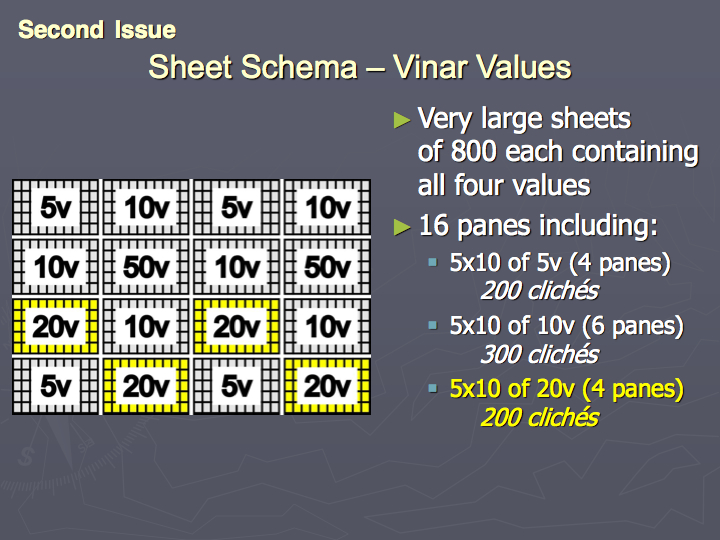 Second Issue
Sheet Schema – Vinar Values
5v 10v 5v 10v
10v 50v 10v 50v
20v 10v 20v 10v
5v 20v 5v 20v
► Very large sheets
of 800 each containing
all four values
► 16 panes including:
▪ 5x10 of 5v (4 panes)
200 clichés
▪ 5x10 of 10v (6 panes)
300 clichés
▪ 5x10 of 20v (4 panes)
200 clichés